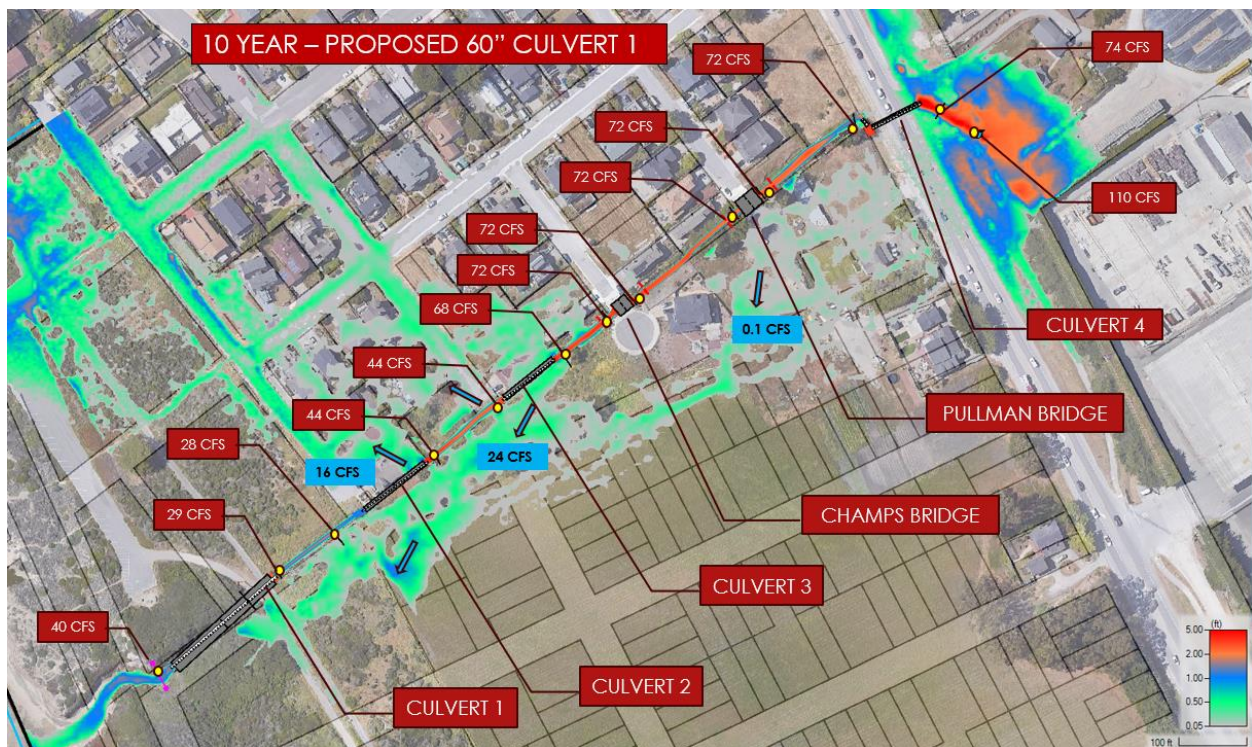 10 YEAR – PROPOSED 60” CULVERT 1
72 CFS
74 CFS
72 CFS
72 CFS
110 CFS
72 CFS
72 CFS
68 CFS
0.1 CFS
CULVERT 4
44 CFS
44 CFS
PULLMAN BRIDGE
28 CFS
16 CFS
24 CFS
29 CFS
CHAMPS BRIDGE
CULVERT 3
40 CFS
CULVERT 2
CULVERT 1
(ft)
5.00
2.00
1.00
0.50
0.05
100 ft